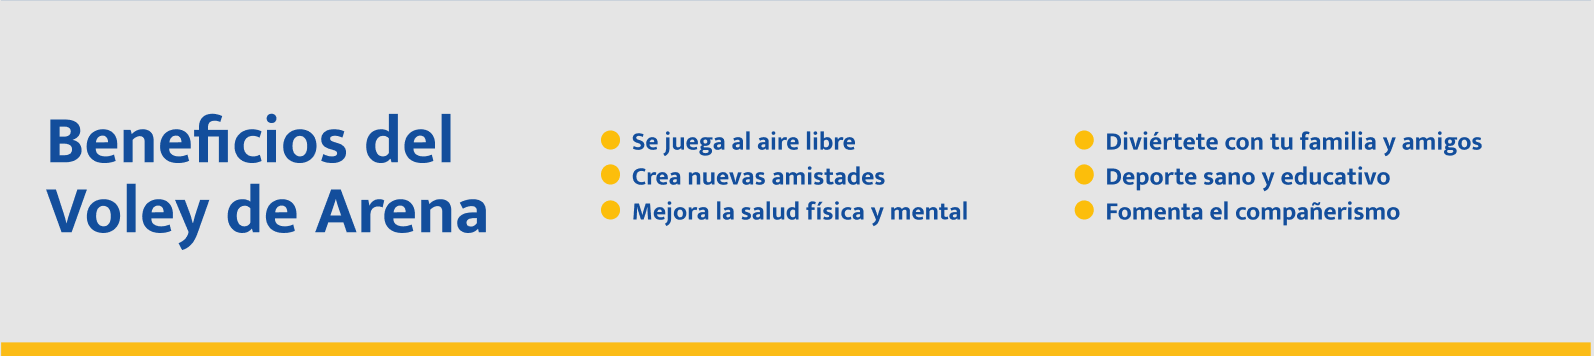 Beneficios del
Voley de Arena
Se juega al aire libre
Crea nuevas amistades
Mejora la salud física y mental
Diviértete con tu familia y amigos
Deporte sano y educativo
Fomenta el compañerismo